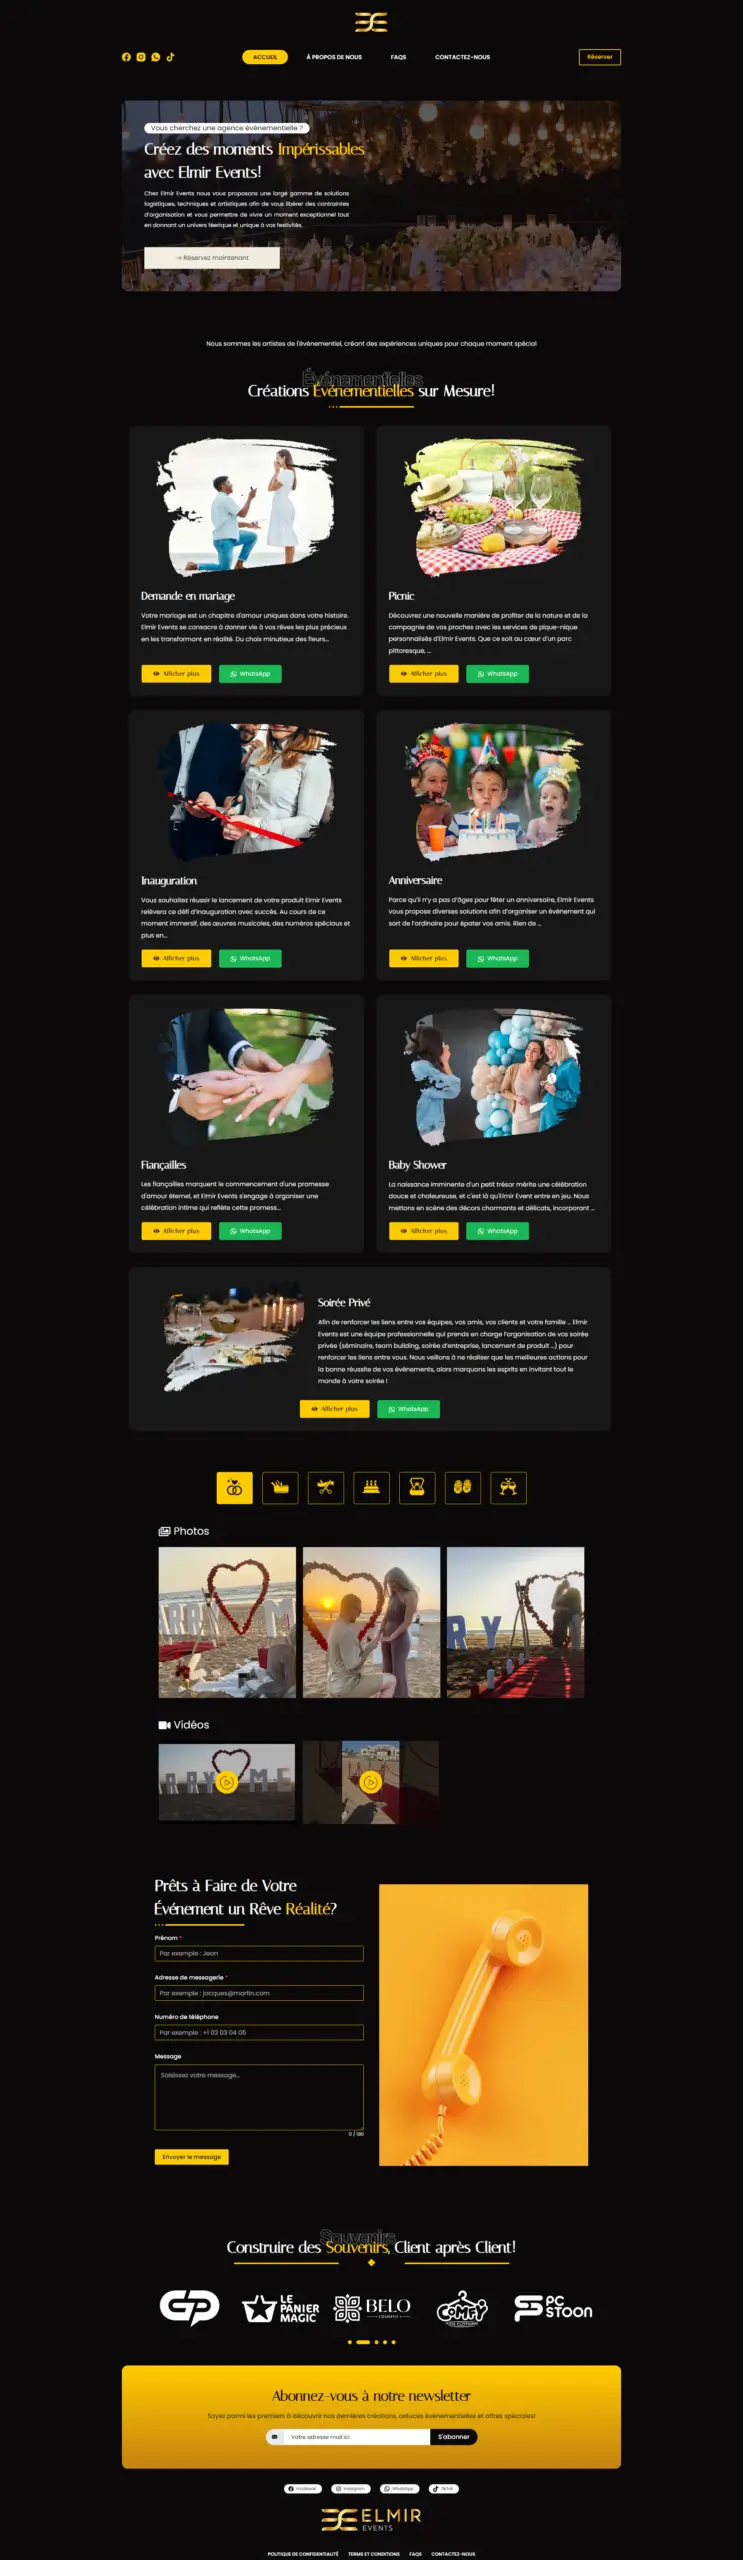 ACCUEIL
À PROPOS DE NOUS
FAQS
CONTACTEZ-NOUS
Réserver
Vous cherchez une agence évènementielle ?
Créez des moments Impérissables
avec Elmir Events!
Chez Elmir Events nous vous proposons une large gamme de solutions
logistiques, techniques et artistiques afin de vous libérer des contraintes
d'organisation et vous permettre de vivre un moment exceptionnel tout
en donnant un univers féerique et unique à vos festivités.
Réservez maintenant
Nous sommes les artistes de l'événementiel, créant des expériences uniques pour chaque moment spécial
Événementielles
Créations Événementielles sur Mesure!
Demande en mariage
Votre mariage est un chapitre d'amour uniques dans votre histoire.
Elmir Events se consacre à donner vie à vos rêves les plus précieux
en les transformant en réalité. Du choix minutieux des fleurs...
Afficher plus
WhatsApp
Picnic
Découvrez une nouvelle manière de profiter de la nature et de la
compagnie de vos proches avec les services de pique-nique
personnalisés d'Elmir Events. Que ce soit au cœur d'un parc
pittoresque, ...
Afficher plus
WhatsApp
Inauguration
Vous souhaitez réussir le lancement de votre produit Elmir Events
relèvera ce défi d'inauguration avec succès. Au cours de ce
moment immersif, des œuvres musicales, des numéros spéciaux et
plus en...
Afficher plus
WhatsApp
Anniversaire
Parce qu'il n'y a pas d'âges pour fêter un anniversaire, Elmir Events
vous propose diverses solutions afin d'organiser un évènement qui
sort de l'ordinaire pour épater vos amis. Rien de ...
Afficher plus
WhatsApp
Fiançailles
Les fiançailles marquent le commencement d'une promesse
d'amour éternel, et Elmir Events s'engage à organiser une
célébration intime qui reflète cette promess...
Afficher plus
WhatsApp
Baby Shower
La naissance imminente d'un petit trésor mérite une célébration
douce et chaleureuse, et c'est là qu'Elmir Event entre en jeu. Nous
mettons en scène des décors charmants et délicats, incorporant ...
Afficher plus
WhatsApp
Soirée Privé
Afin de renforcer les liens entre vos équipes, vos amis, vos clients et votre famille ... Elmir
Events est une équipe professionnelle qui prends en charge l'organisation de vos soirée
privée (séminaire, team building, soirée d'entreprise, lancement de produit ...) pour
renforcer les liens entre vous. Nous veillons à ne réaliser que les meilleures actions pour
la bonne réussite de vos événements, alors marquons les esprits en invitant tout le
monde à votre soirée !
Afficher plus
WhatsApp
Photos
Vidéos
Prêts à Faire de Votre
Événement un Rêve Réalité?
Prénom *
Par exemple : Jean
Adresse de messagerie *
Par exemple : jacques@martin.com
Numéro de téléphone
Par exemple : +1 02 03 04 05
Message
Saisissez votre message...
0 / 180
Envoyer le message
Souvenirs
Construire des Souvenirs, Client après Client!
GP
LE PANIER MAGIC
BELO
COSMETIC
COMFY
KIDS CLOTHING
PC STOON
Abonnez-vous à notre newsletter
Soyez parmi les premiers à découvrir nos dernières créations, astuces événementielles et offres spéciales!
Votre adresse mail ici
S'abonner
Facebook
Instagram
WhatsApp
TikTok
ELMIR
EVENTS
POLITIQUE DE CONFIDENTIALITÉ
TERMS ET CONDITIONS
FAQS
CONTACTEZ-NOUS